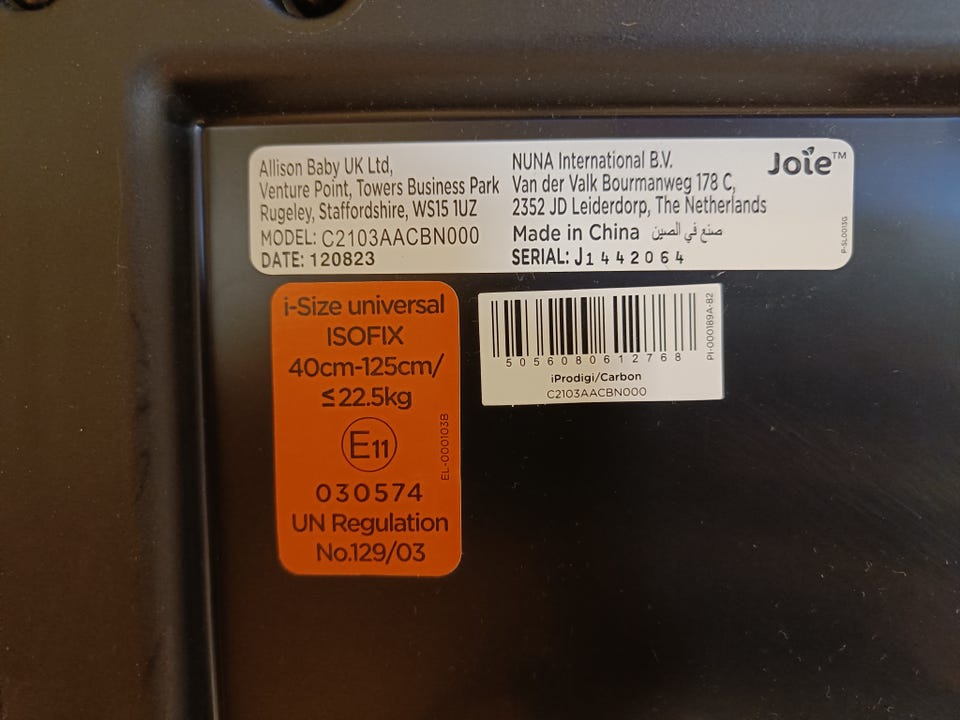 Allison Baby UK Ltd,
Venture Point, Towers Business Park
Rugeley, Staffordshire, WS15 1UZ
MODEL: C2103AACBN000
DATE: 120823
NUNA International B.V.
Van der Valk Bourmanweg 178 C,
2352 JD Leiderdorp, The Netherlands
Made in China صنع في الصين
SERIAL: J1442064
Joie™
P-SL0013G
i-Size universal
ISOFIX
40cm-125cm/
≤22.5kg
E11
030574
UN Regulation
No.129/03
EL-000103B
5056080612768
iProdigi/Carbon
C2103AACBN000
PI-000189A-82